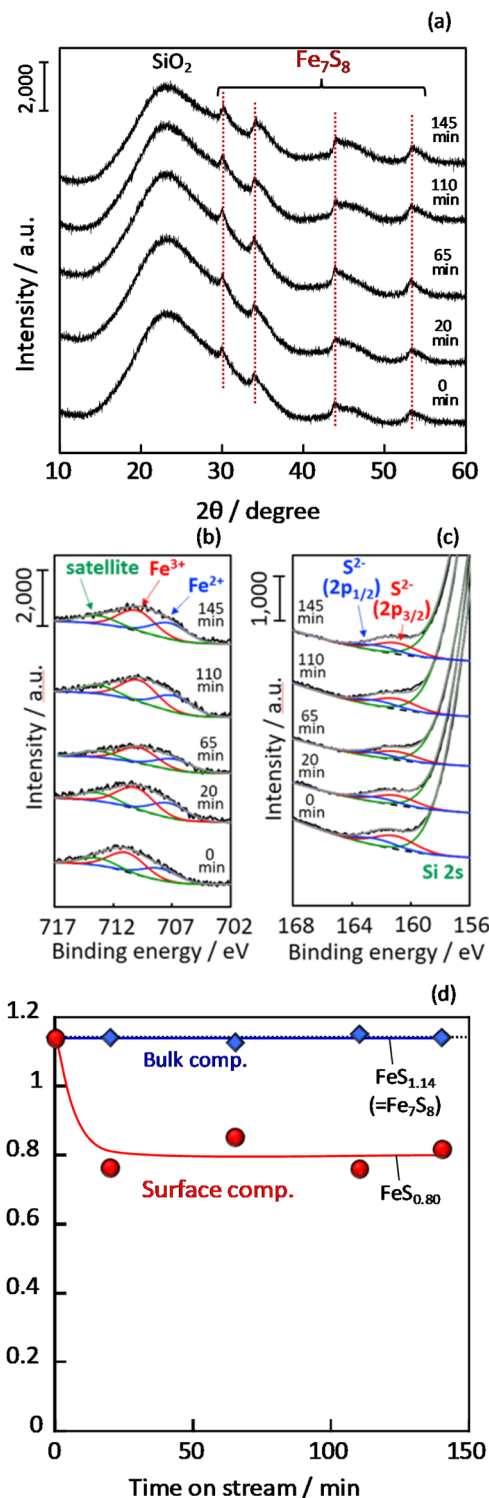 (a)
2,000
SiO2
Fe7S8
145
min
110
min
65
min
20
min
0
min
Intensity / a.u.
10 20 30 40 50 60
2θ / degree
(b)
2,000
satellite
Fe3+
Fe2+
145
min
110
min
65
min
20
min
0
min
Intensity / a.u.
717 712 707 702
Binding energy / eV
(c)
1,000
S2-
(2p1/2)
S2-
(2p3/2)
145
min
110
min
65
min
20
min
0
min
Si 2s
Intensity / a.u.
168 164 160 156
Binding energy / eV
(d)
1.2
1
0.8
0.6
0.4
0.2
0
Bulk comp.
FeS1.14
(=Fe7S8)
Surface comp.
FeS0.80
0 50 100 150
Time on stream / min